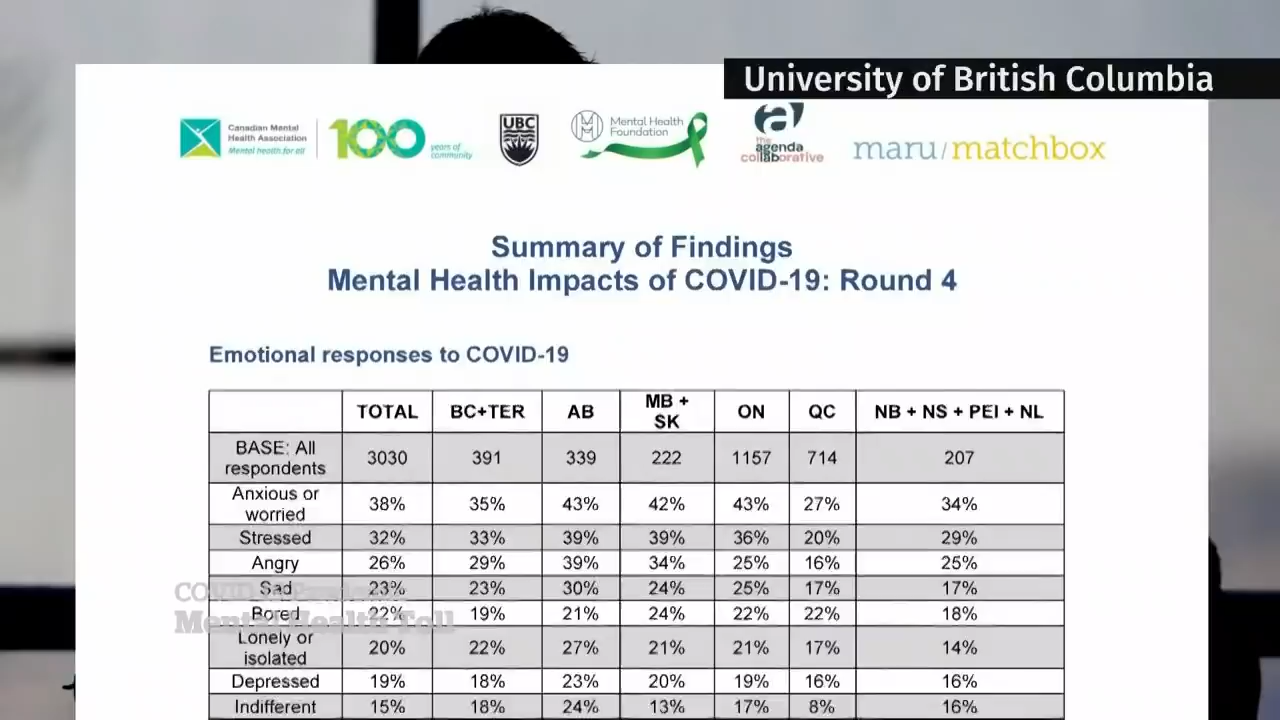 University of British Columbia
Canadian Mental
Health Association
Mental health for all
100 years of
community
UBC
Mental Health
Foundation
the
agenda
collaborative
maru/matchbox
Summary of Findings
Mental Health Impacts of COVID-19: Round 4
Emotional responses to COVID-19
TOTAL BC+TER AB MB + SK ON QC NB + NS + PEI + NL
BASE: All respondents 3030 391 339 222 1157 714 207
Anxious or worried 38% 35% 43% 42% 43% 27% 34%
Stressed 32% 33% 39% 39% 36% 20% 29%
Angry 26% 29% 39% 34% 25% 16% 25%
Sad 23% 23% 30% 24% 25% 17% 17%
Bored 22% 19% 21% 24% 22% 22% 18%
Lonely or isolated 20% 22% 27% 21% 21% 17% 14%
Depressed 19% 18% 23% 20% 19% 16% 16%
Indifferent 15% 18% 24% 13% 17% 8% 16%
Mental Health Toll